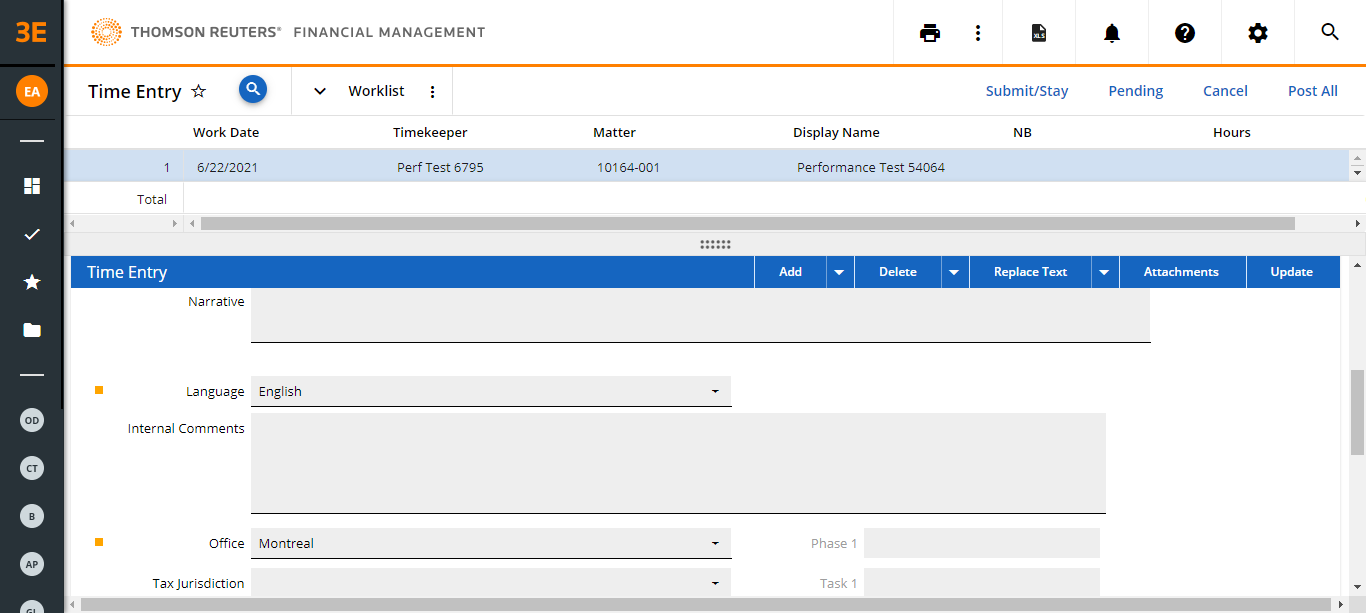 3E THOMSON REUTERS® FINANCIAL MANAGEMENT XLS
EA Time Entry Worklist Submit/Stay Pending Cancel Post All
Work Date Timekeeper Matter Display Name NB Hours
1 6/22/2021 Perf Test 6795 10164-001 Performance Test 54064
Total
Time Entry Add Delete Replace Text Attachments Update
Narrative
Language English
OD
Internal Comments
CT
B
Office Montreal Phase 1
AP
Tax Jurisdiction Task 1
GL